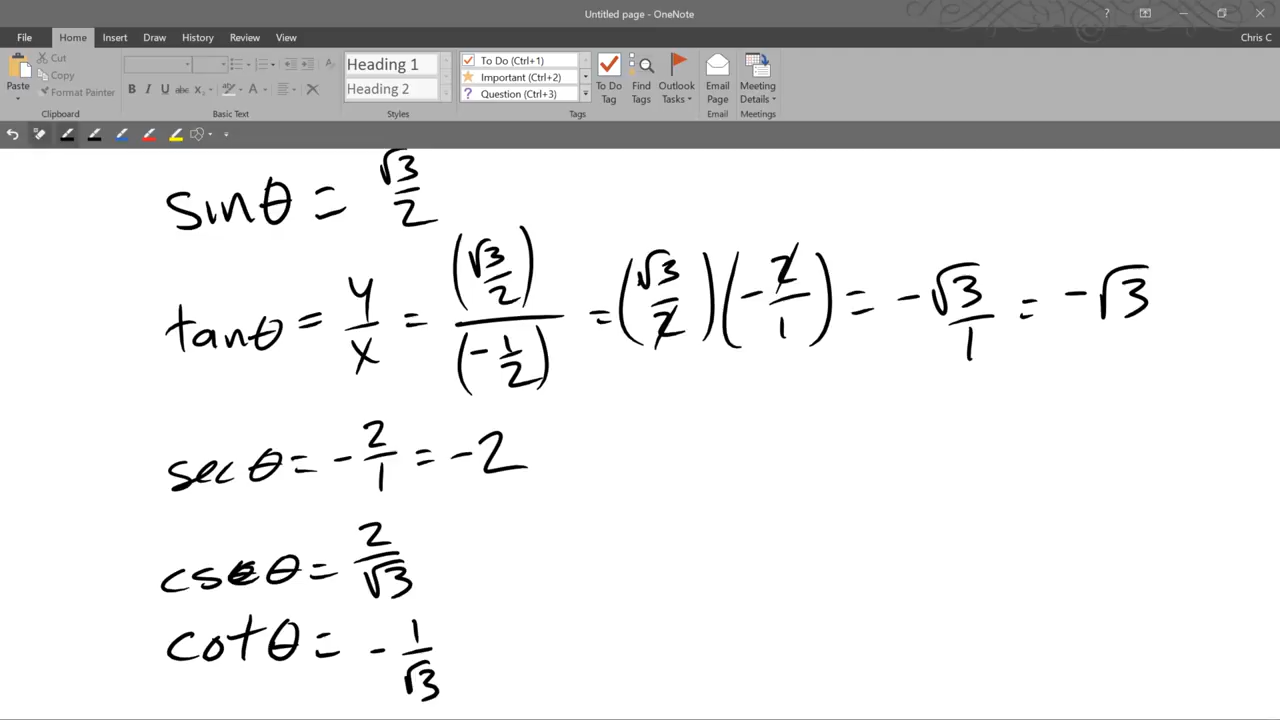 Untitled page - OneNote
?
File Home Insert Draw History Review View
Chris C
Paste
Cut
Copy
Format Painter
Clipboard
B I U abc x₂ A
Basic Text
Heading 1
Heading 2
Styles
To Do (Ctrl+1)
Important (Ctrl+2)
? Question (Ctrl+3)
To Do Tag
Find Tags
Outlook Tasks
Tags
Email Page
Email
Meeting Details
Meetings
sinθ = √3/2
tanθ = y/x = (√3/2)/(-1/2) = (√3/2)(-2/1) = -√3/1 = -√3
secθ = -2/1 = -2
cscθ = 2/√3
cotθ = -1/√3